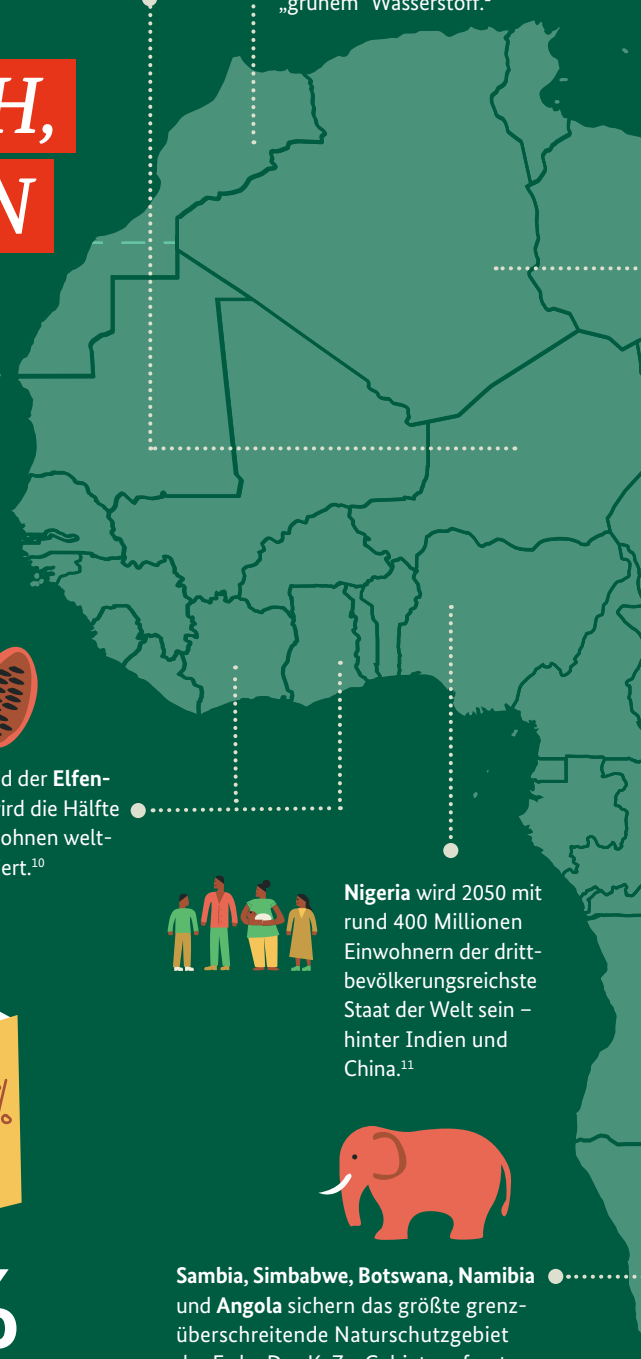 „grünem“ Wasserstoff.
H,
N
d der Elfen-
ird die Hälfte
ohnen welt-
ert.10
Nigeria wird 2050 mit
rund 400 Millionen
Einwohnern der dritt-
bevölkerungsreichste
Staat der Welt sein –
hinter Indien und
China.11
%
Sambia, Simbabwe, Botswana, Namibia
und Angola sichern das größte grenz-
überschreitende Naturschutzgebiet